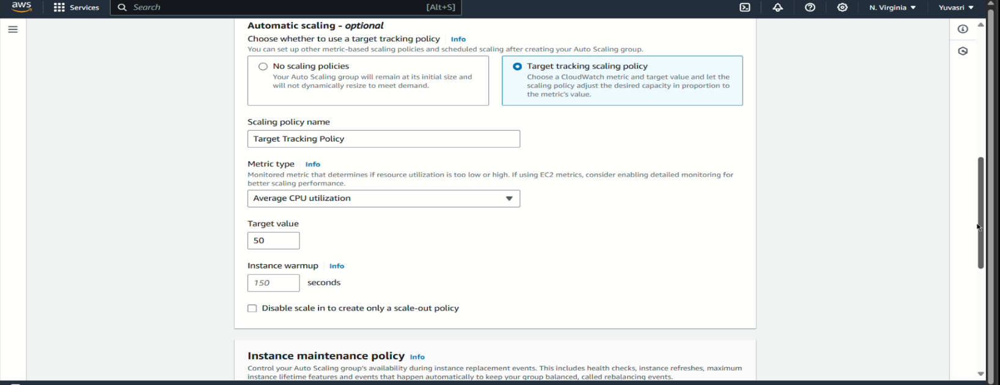 aws
Services
Search
[Alt+S]
N. Virginia
Yuvasri
Automatic scaling - optional
Choose whether to use a target tracking policy Info
You can set up other metric-based scaling policies and scheduled scaling after creating your Auto Scaling group.
No scaling policies
Your Auto Scaling group will remain at its initial size and
will not dynamically resize to meet demand.
Target tracking scaling policy
Choose a CloudWatch metric and target value and let the
scaling policy adjust the desired capacity in proportion to
the metric's value.
Scaling policy name
Target Tracking Policy
Metric type Info
Monitored metric that determines if resource utilization is too low or high. If using EC2 metrics, consider enabling detailed monitoring for
better scaling performance.
Average CPU utilization
Target value
50
Instance warmup Info
150 seconds
Disable scale in to create only a scale-out policy
Instance maintenance policy Info
Control your Auto Scaling group's availability during instance replacement events. This includes health checks, instance refreshes, maximum
instance lifetime features and events that happen automatically to keep your group balanced, called rebalancing events.